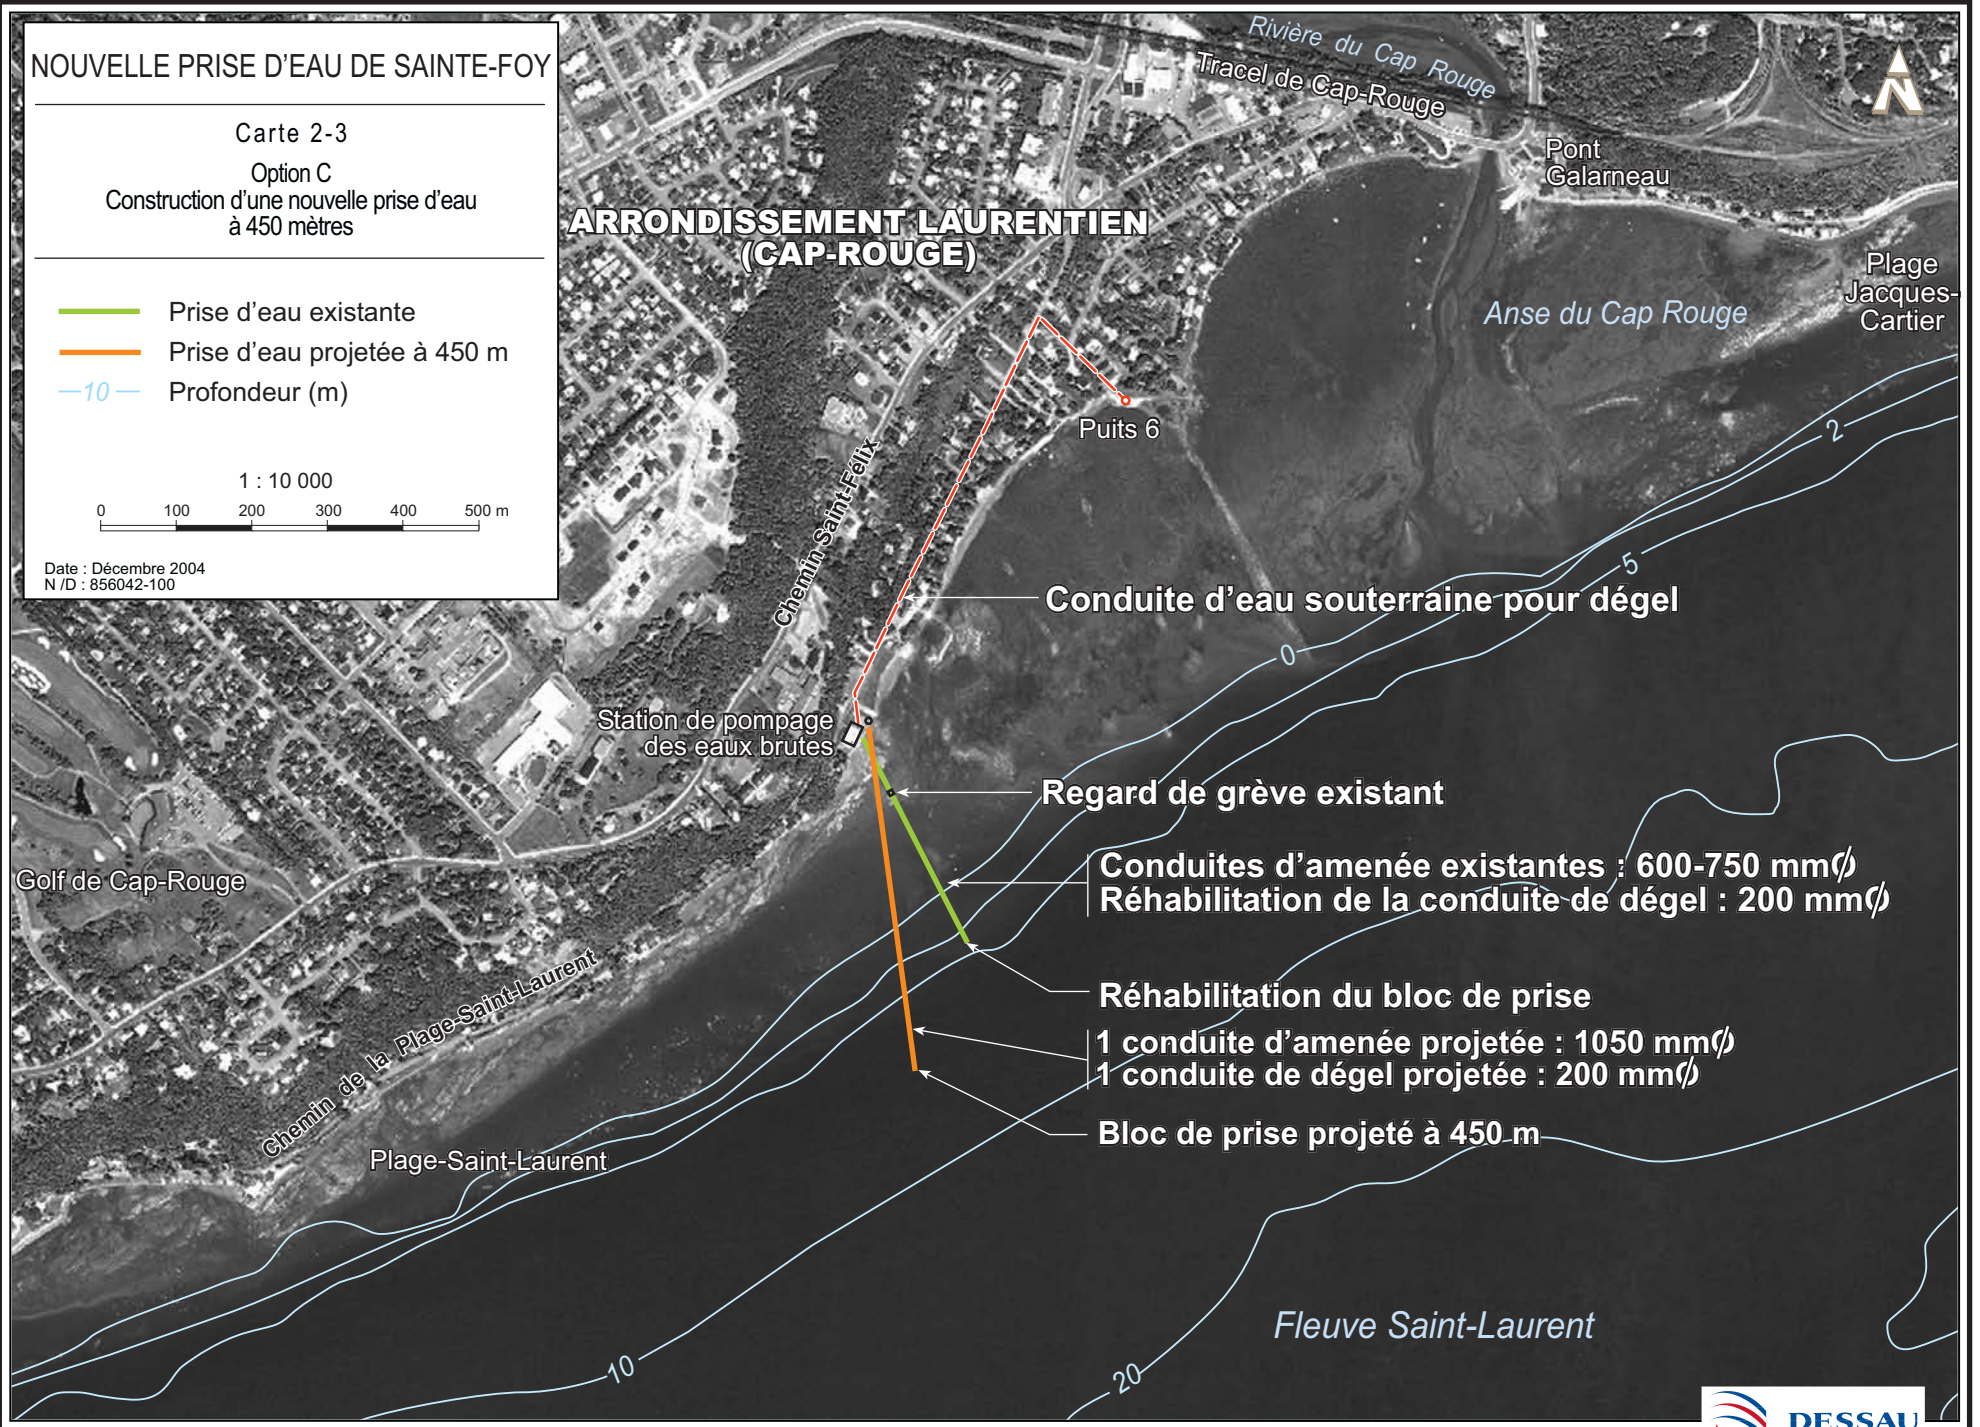 NOUVELLE PRISE D'EAU DE SAINTE-FOY
Carte 2-3
Option C
Construction d'une nouvelle prise d'eau
à 450 mètres
Prise d'eau existante
Prise d'eau projetée à 450 m
10
Profondeur (m)
1 : 10 000
0 100 200 300 400 500 m
Date : Décembre 2004
N /D : 856042-100
Rivière du Cap Rouge
Tracel de Cap-Rouge
N
Pont
Galarneau
ARRONDISSEMENT LAURENTIEN
(CAP-ROUGE)
Plage
Jacques-
Cartier
Anse du Cap Rouge
Puits 6
2
Chemin Saint-Félix
5
Conduite d'eau souterraine pour dégel
0
Station de pompage
des eaux brutes
Regard de grève existant
Conduites d'amenée existantes : 600-750 mmϕ
Réhabilitation de la conduite de dégel : 200 mmϕ
Golf de Cap-Rouge
Chemin de la Plage-Saint-Laurent
Réhabilitation du bloc de prise
1 conduite d'amenée projetée : 1050 mmϕ
1 conduite de dégel projetée : 200 mmϕ
Bloc de prise projeté à 450 m
Plage-Saint-Laurent
Fleuve Saint-Laurent
10
20
DESSAU